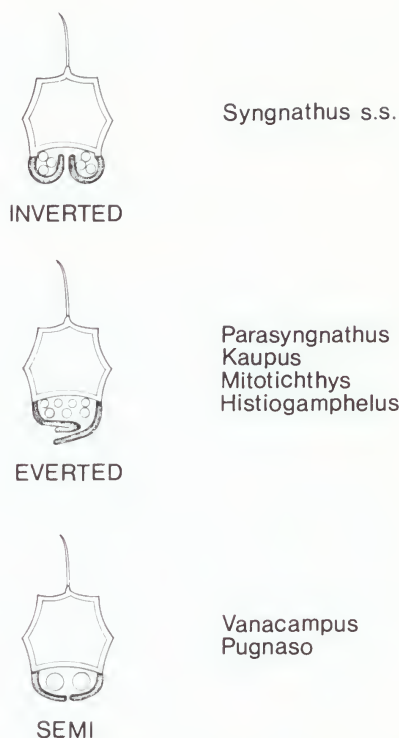 Syngnathus s.s.
INVERTED
Parasyngnathus
Kaupus
Mitotichthys
Histiogamphelus
EVERTED
Vanacampus
Pugnaso
SEMI